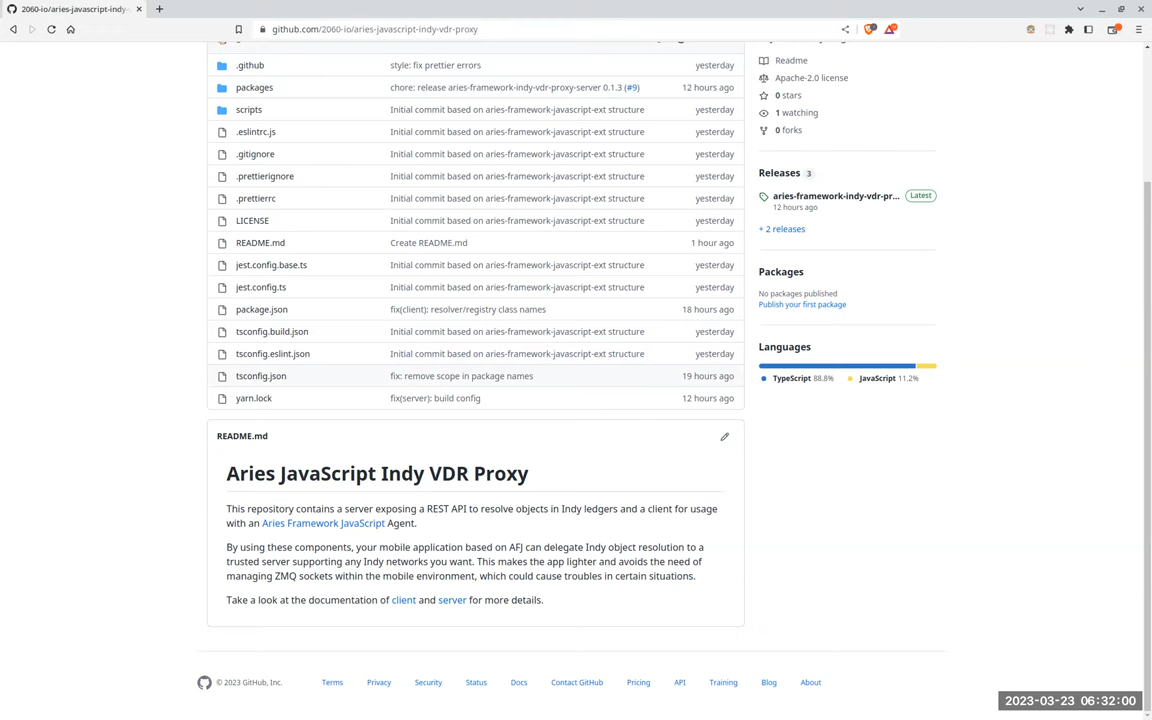 2060-io/aries-javascript-indy-
github.com/2060-io/aries-javascript-indy-vdr-proxy
.github style: fix prettier errors yesterday
packages chore: release aries-framework-indy-vdr-proxy-server 0.1.3 (#9) 12 hours ago
scripts Initial commit based on aries-framework-javascript-ext structure yesterday
.eslintrc.js Initial commit based on aries-framework-javascript-ext structure yesterday
.gitignore Initial commit based on aries-framework-javascript-ext structure yesterday
.prettierignore Initial commit based on aries-framework-javascript-ext structure yesterday
.prettierrc Initial commit based on aries-framework-javascript-ext structure yesterday
LICENSE Initial commit based on aries-framework-javascript-ext structure yesterday
README.md Create README.md 1 hour ago
jest.config.base.ts Initial commit based on aries-framework-javascript-ext structure yesterday
jest.config.ts Initial commit based on aries-framework-javascript-ext structure yesterday
package.json fix(client): resolver/registry class names 18 hours ago
tsconfig.build.json Initial commit based on aries-framework-javascript-ext structure yesterday
tsconfig.eslint.json Initial commit based on aries-framework-javascript-ext structure yesterday
tsconfig.json fix: remove scope in package names 19 hours ago
yarn.lock fix(server): build config 12 hours ago
README.md
Aries JavaScript Indy VDR Proxy
This repository contains a server exposing a REST API to resolve objects in Indy ledgers and a client for usage
with an Aries Framework JavaScript Agent.
By using these components, your mobile application based on AFJ can delegate Indy object resolution to a
trusted server supporting any Indy networks you want. This makes the app lighter and avoids the need of
managing ZMQ sockets within the mobile environment, which could cause troubles in certain situations.
Take a look at the documentation of client and server for more details.
Readme
Apache-2.0 license
0 stars
1 watching
0 forks
Releases 3
aries-framework-indy-vdr-pr... Latest
12 hours ago
+ 2 releases
Packages
No packages published
Publish your first package
Languages
TypeScript 88.8% JavaScript 11.2%
© 2023 GitHub, Inc. Terms Privacy Security Status Docs Contact GitHub Pricing API Training Blog About
2023-03-23 06:32:00